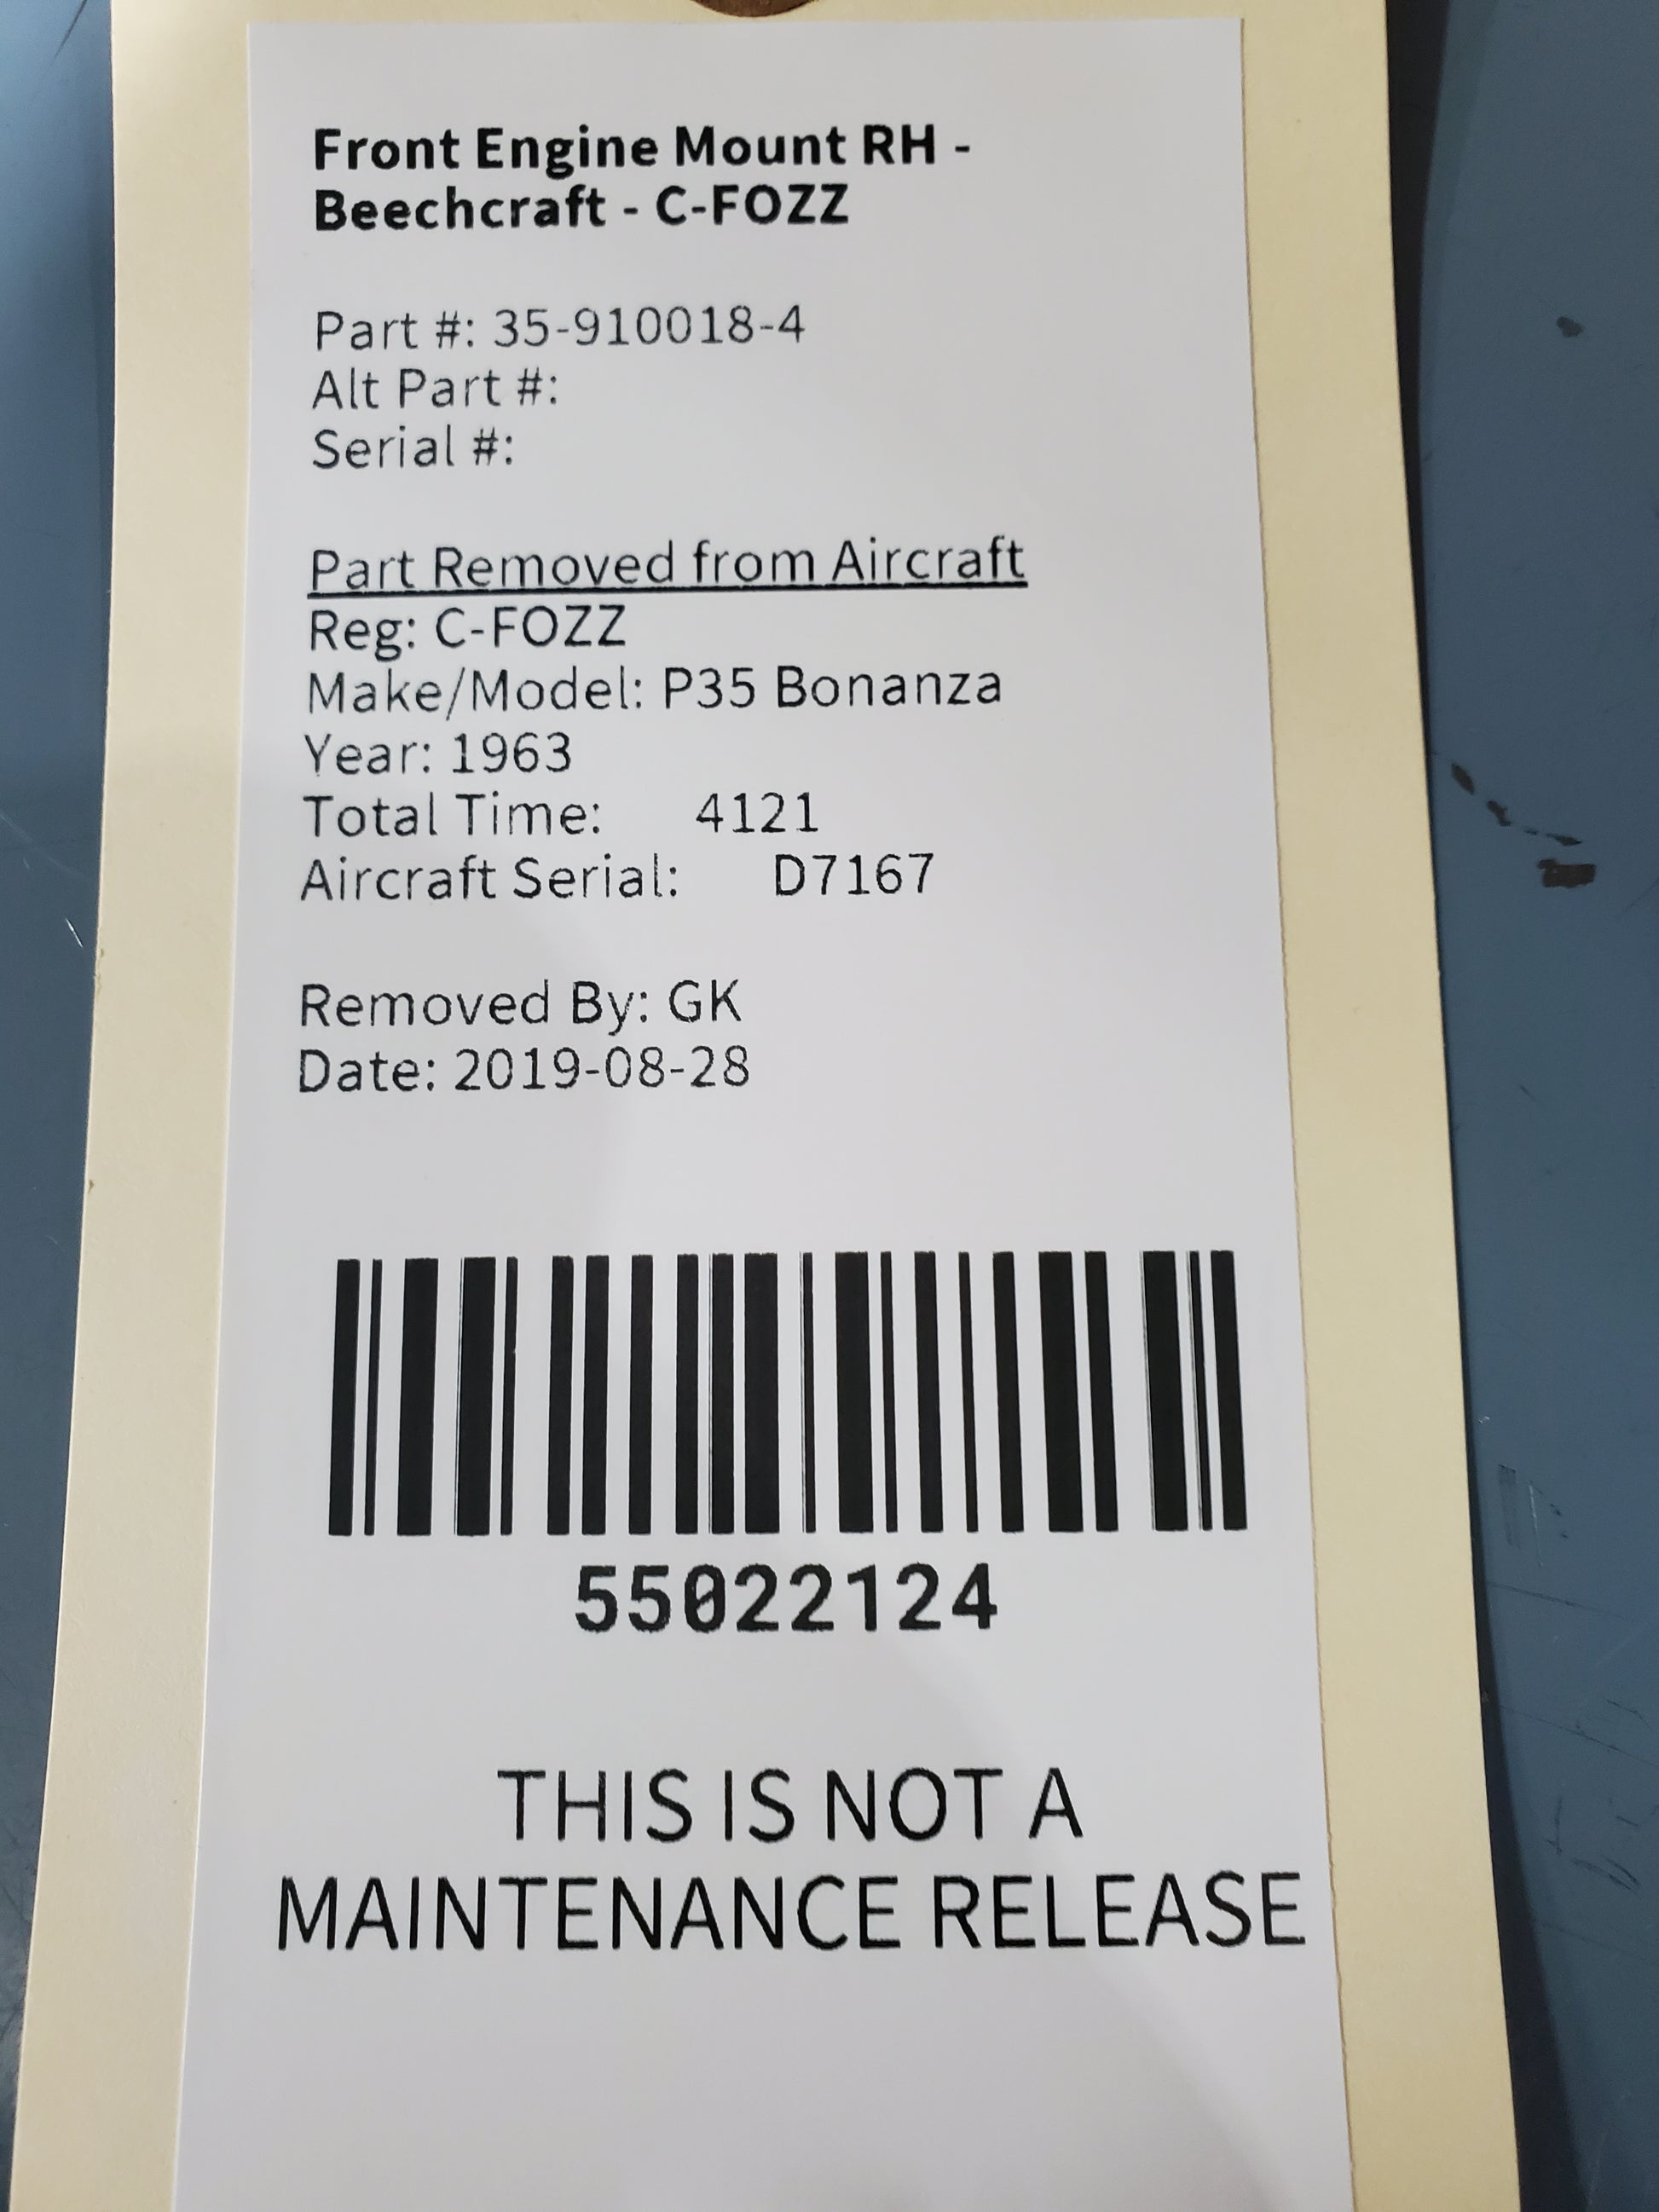 Front Engine Mount RH -
Beechcraft - C-FOZZ
Part #: 35-910018-4
Alt Part #:
Serial #:
Part Removed from Aircraft
Reg: C-FOZZ
Make/Model: P35 Bonanza
Year: 1963
Total Time: 4121
Aircraft Serial: D7167
Removed By: GK
Date: 2019-08-28
55022124
THIS IS NOT A
MAINTENANCE RELEASE